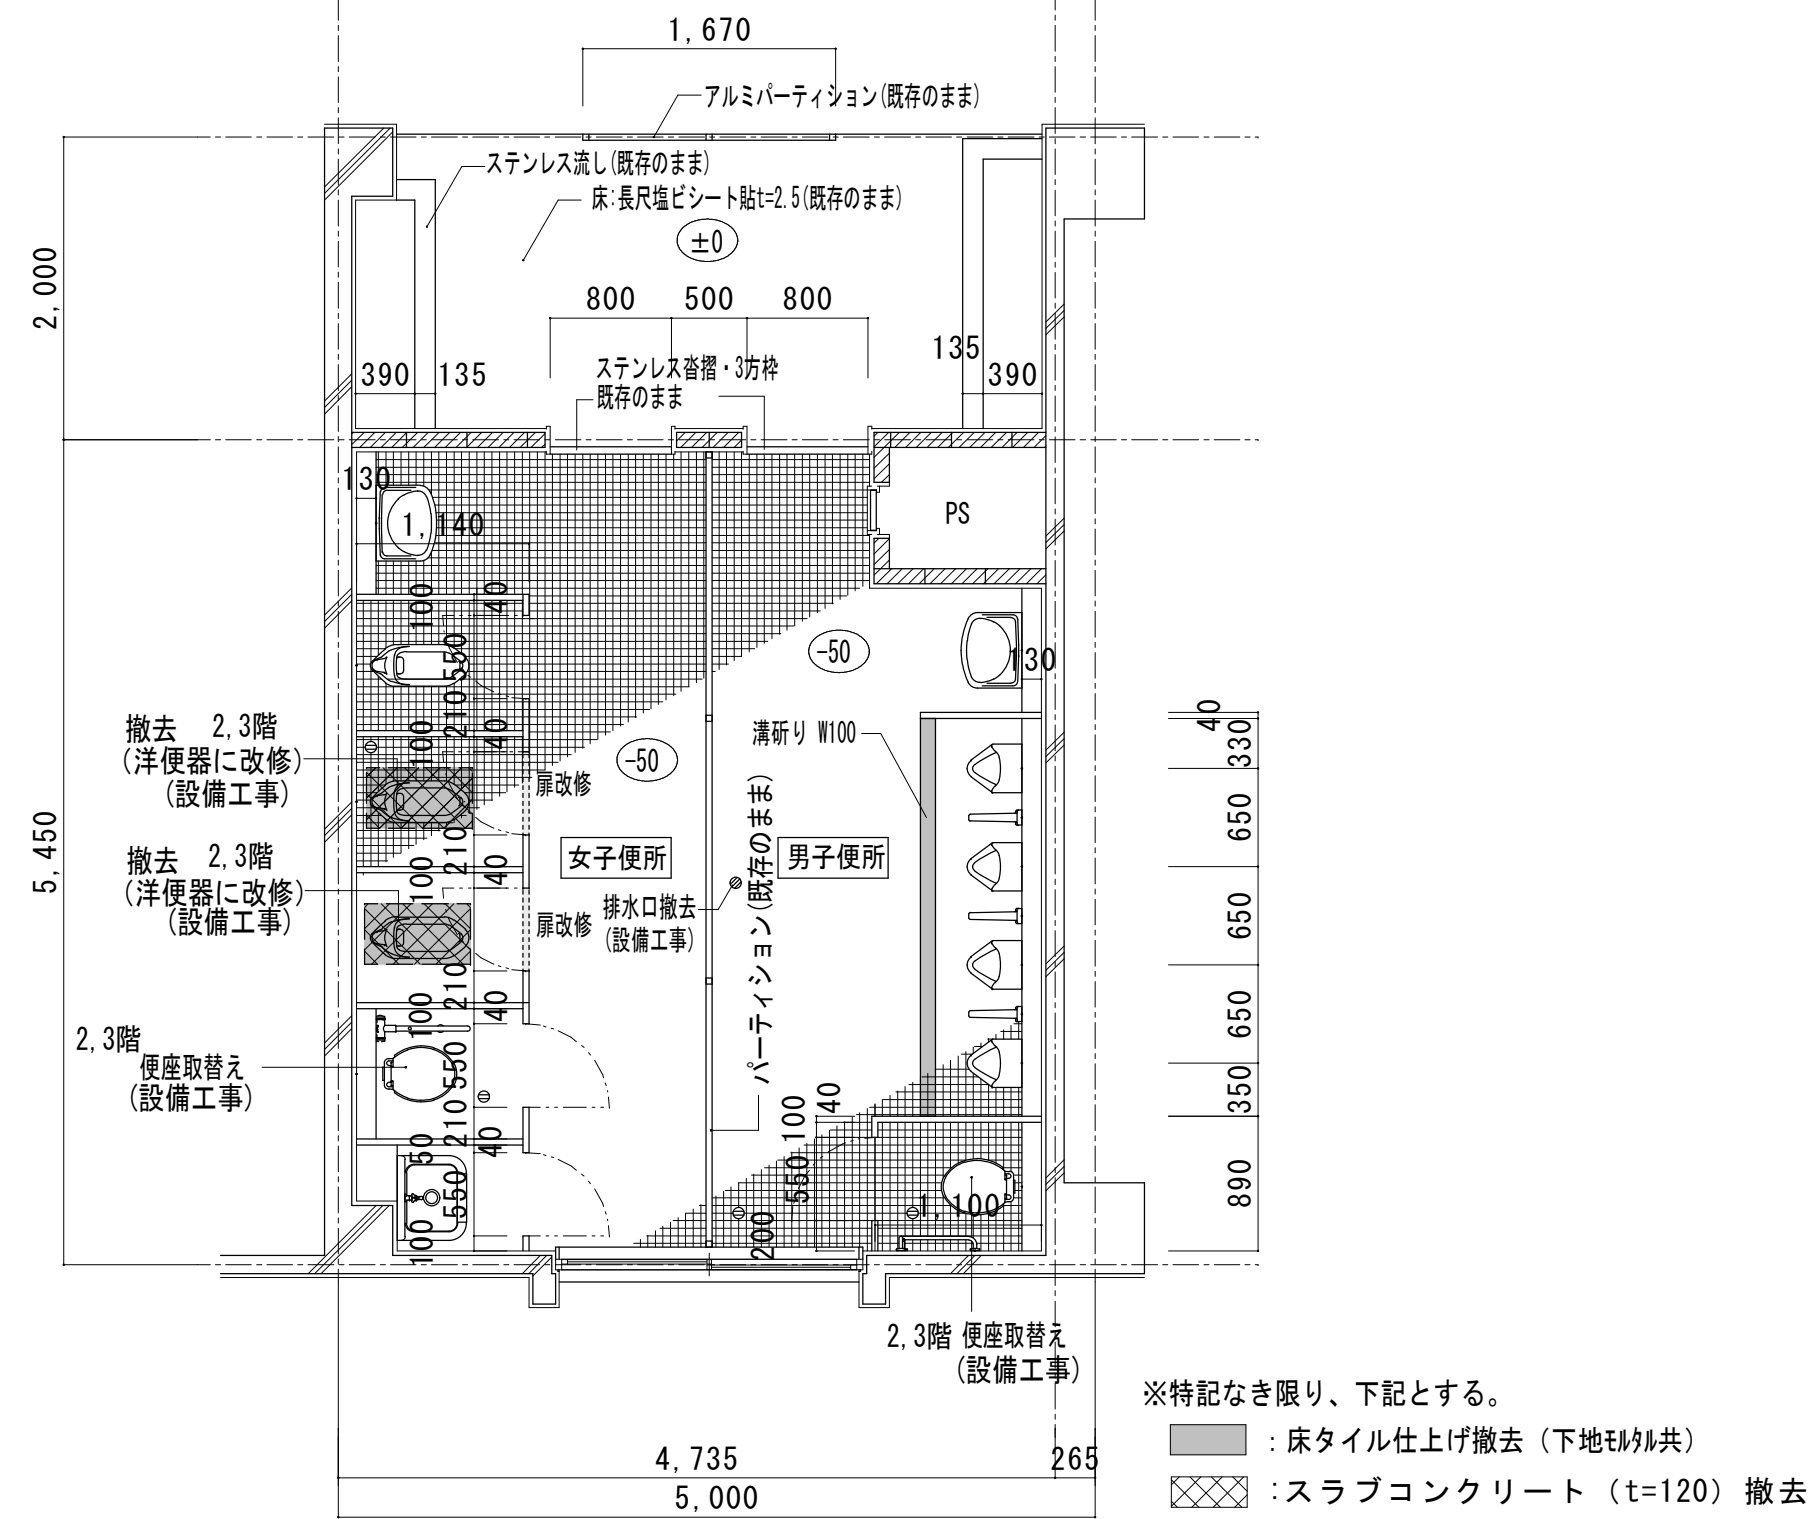 1,670
アルミパーティション(既存のまま)
ステンレス流し(既存のまま)
床:長尺塩ビシート貼t=2.5(既存のまま)
±0
2,000
800
500
800
ステンレス沓摺・3方枠
既存のまま
390
135
135
390
130
1,140
PS
100
40
550
210
-50
130
撤去 2,3階
(洋便器に改修)
(設備工事)
100
40
-50
扉改修
溝斫り W100
40
330
650
650
650
350
890
5,450
210
撤去 2,3階
(洋便器に改修)
(設備工事)
100
40
女子便所
男子便所
扉改修
排水口撤去
(設備工事)
パーティション(既存のまま)
210
100
40
2,3階
便座取替え
(設備工事)
550
210
50
40
550
100
100
40
550
200
1,100
2,3階 便座取替え
(設備工事)
4,735
265
5,000
※特記なき限り、下記とする。
:床タイル仕上げ撤去(下地モルタル共)
:スラブコンクリート(t=120)撤去